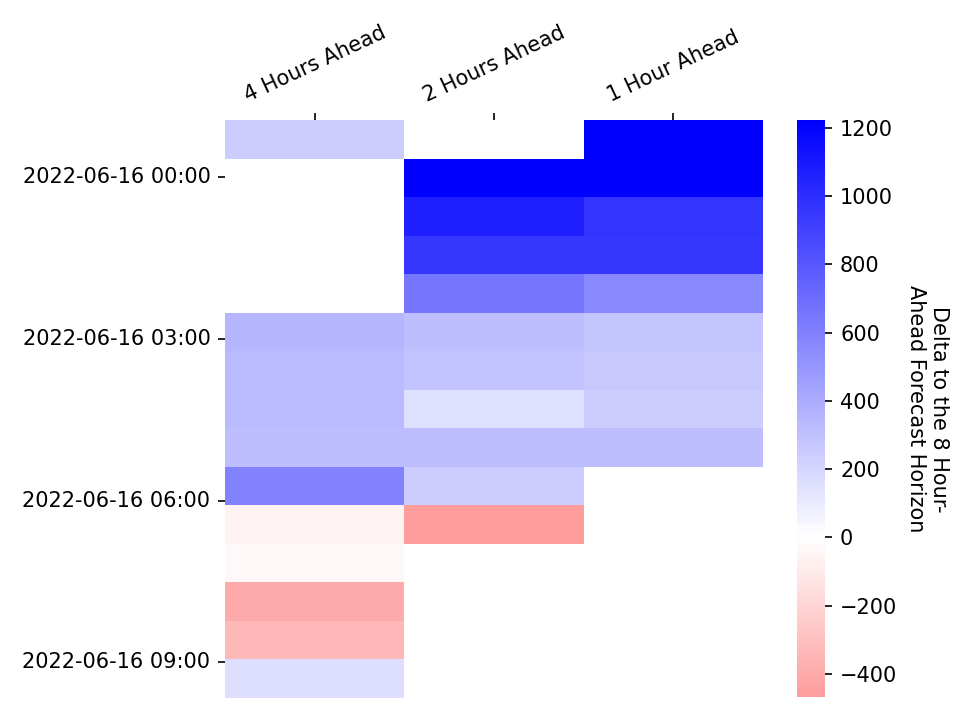 4 Hours Ahead
2 Hours Ahead
1 Hour Ahead
2022-06-16 00:00
2022-06-16 03:00
2022-06-16 06:00
2022-06-16 09:00
1200
1000
800
600
400
200
0
−200
−400
Delta to the 8 Hour-
Ahead Forecast Horizon